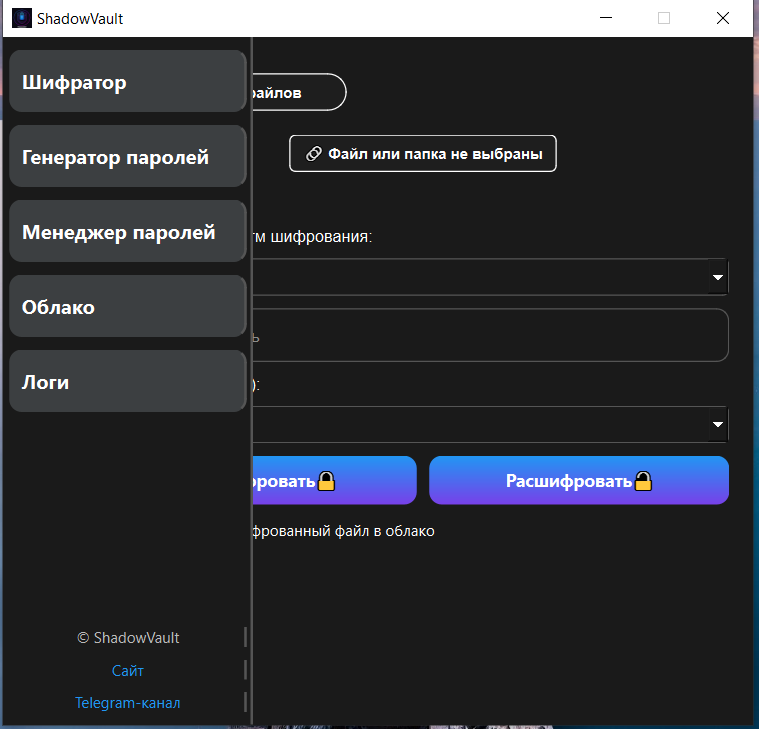 ShadowVault
Шифратор
Генератор паролей
Менеджер паролей
Облако
Логи
айлов
Файл или папка не выбраны
тм шифрования:
ь
):
ровать
Расшифровать
фрованный файл в облако
© ShadowVault
Сайт
Telegram-канал